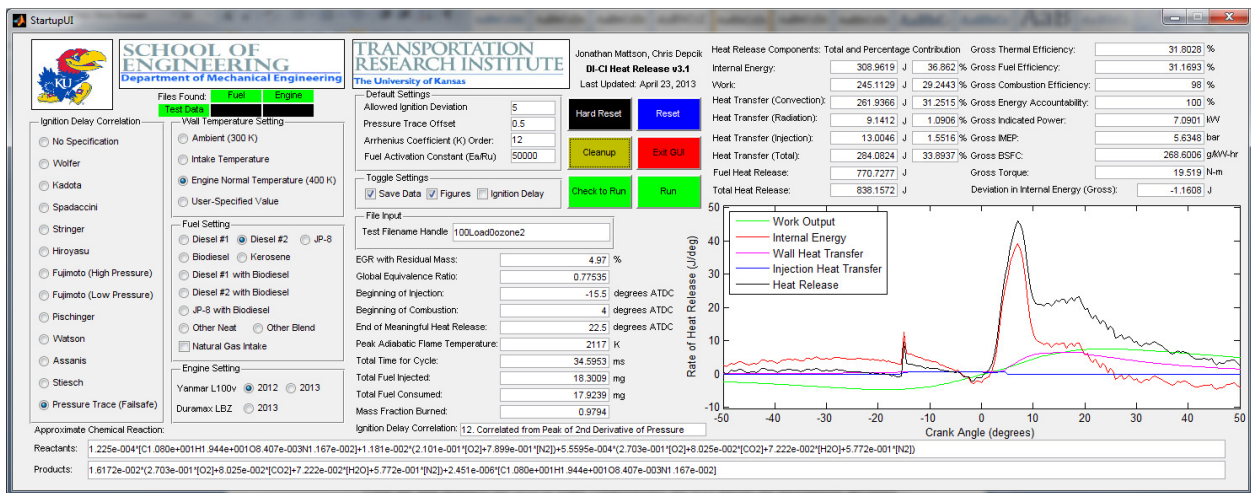 StartupUI
KU
SCHOOL OF
ENGINEERING
Department of Mechanical Engineering
TRANSPORTATION
RESEARCH INSTITUTE
The University of Kansas
Jonathan Mattson, Chris Depcik
DI-CI Heat Release v3.1
Last Updated: April 23, 2013
Files Found: Fuel Engine
Test Data
Ignition Delay Correlation
No Specification
Wolfer
Kadota
Spadaccini
Stringer
Hiroyasu
Fujimoto (High Pressure)
Fujimoto (Low Pressure)
Pischinger
Watson
Assanis
Stiesch
Pressure Trace (Failsafe)
Wall Temperature Setting
Ambient (300 K)
Intake Temperature
Engine Normal Temperature (400 K)
User-Specified Value
Fuel Setting
Diesel #1 Diesel #2 JP-8
Biodiesel Kerosene
Diesel #1 with Biodiesel
Diesel #2 with Biodiesel
JP-8 with Biodiesel
Other Neat Other Blend
Natural Gas Intake
Engine Setting
Yanmar L100v 2012 2013
Duramax LBZ 2013
Default Settings
Allowed Ignition Deviation 5
Pressure Trace Offset 0.5
Arrhenius Coefficient (K) Order: 12
Fuel Activation Constant (Ea/Ru) 50000
Toggle Settings
Save Data Figures Ignition Delay
Hard Reset Reset
Cleanup Exit GUI
Check to Run Run
File Input
Test Filename Handle 100Load0ozone2
EGR with Residual Mass: 4.97 %
Global Equivalence Ratio: 0.77535
Beginning of Injection: -15.5 degrees ATDC
Beginning of Combustion: 4 degrees ATDC
End of Meaningful Heat Release: 22.5 degrees ATDC
Peak Adiabatic Flame Temperature: 2117 K
Total Time for Cycle: 34.5953 ms
Total Fuel Injected: 18.3009 mg
Total Fuel Consumed: 17.9239 mg
Mass Fraction Burned: 0.9794
Ignition Delay Correlation: 12. Correlated from Peak of 2nd Derivative of Pressure
Heat Release Components: Total and Percentage Contribution
Internal Energy: 308.9619 J 36.862 %
Work: 245.1129 J 29.2443 %
Heat Transfer (Convection): 261.9366 J 31.2515 %
Heat Transfer (Radiation): 9.1412 J 1.0906 %
Heat Transfer (Injection): 13.0046 J 1.5516 %
Heat Transfer (Total): 284.0824 J 33.8937 %
Fuel Heat Release: 770.7277 J
Total Heat Release: 838.1572 J
Gross Thermal Efficiency: 31.8028 %
Gross Fuel Efficiency: 31.1693 %
Gross Combustion Efficiency: 98 %
Gross Energy Accountability: 100 %
Gross Indicated Power: 7.0901 kW
Gross IMEP: 5.6348 bar
Gross BSFC: 268.6006 g/kW-hr
Gross Torque: 19.519 N-m
Deviation in Internal Energy (Gross): -1.1608 J
Rate of Heat Release (J/deg)
50
40
30
20
10
0
-10
Work Output
Internal Energy
Wall Heat Transfer
Injection Heat Transfer
Heat Release
-50 -40 -30 -20 -10 0 10 20 30 40 50
Crank Angle (degrees)
Approximate Chemical Reaction:
Reactants: 1.225e-004*[C1.080e+001H1.944e+001O8.407e-003N1.167e-002]+1.181e-002*(2.101e-001*[O2]+7.899e-001*[N2])+5.5595e-004*(2.703e-001*[O2]+8.025e-002*[CO2]+7.222e-002*[H2O]+5.772e-001*[N2])
Products: 1.6172e-002*(2.703e-001*[O2]+8.025e-002*[CO2]+7.222e-002*[H2O]+5.772e-001*[N2])+2.451e-006*[C1.080e+001H1.944e+001O8.407e-003N1.167e-002]